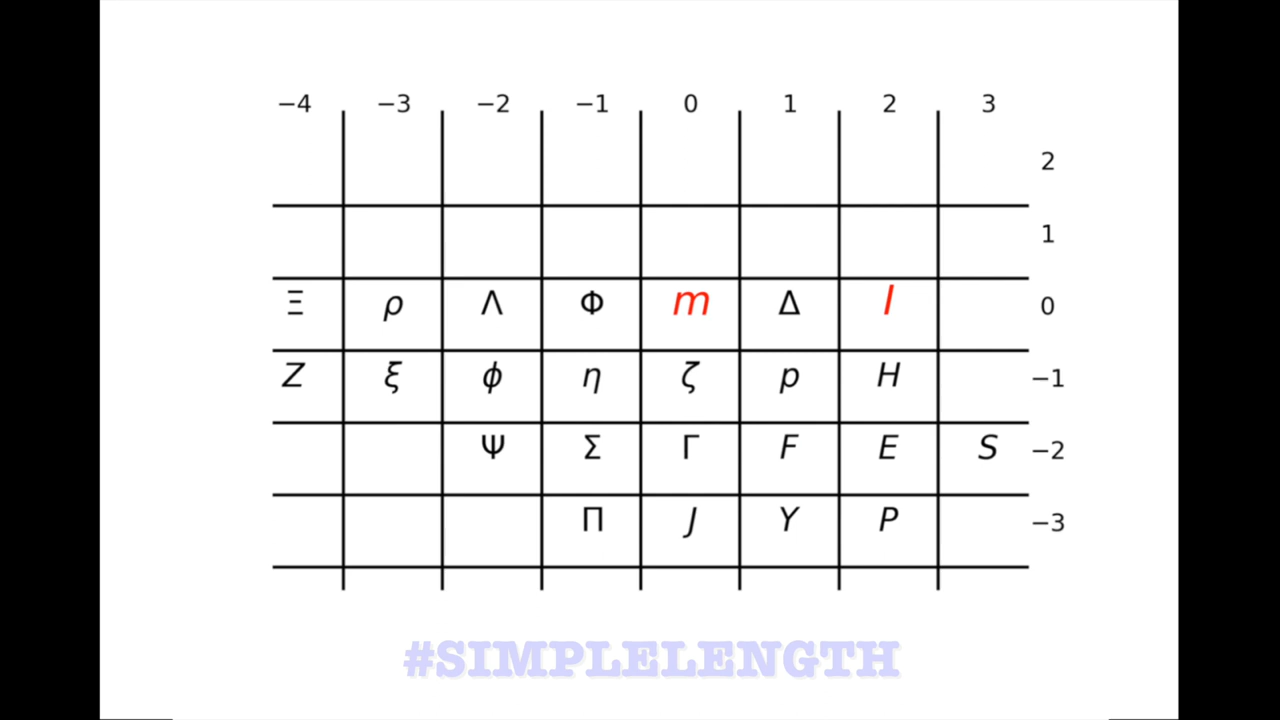 −4 −3 −2 −1 0 1 2 3
2
1
Ξ ρ Λ Φ m Δ l 0
Z ξ ϕ η ζ p H −1
Ψ Σ Γ F E S −2
Π J Y P −3
#SIMPLELENGTH